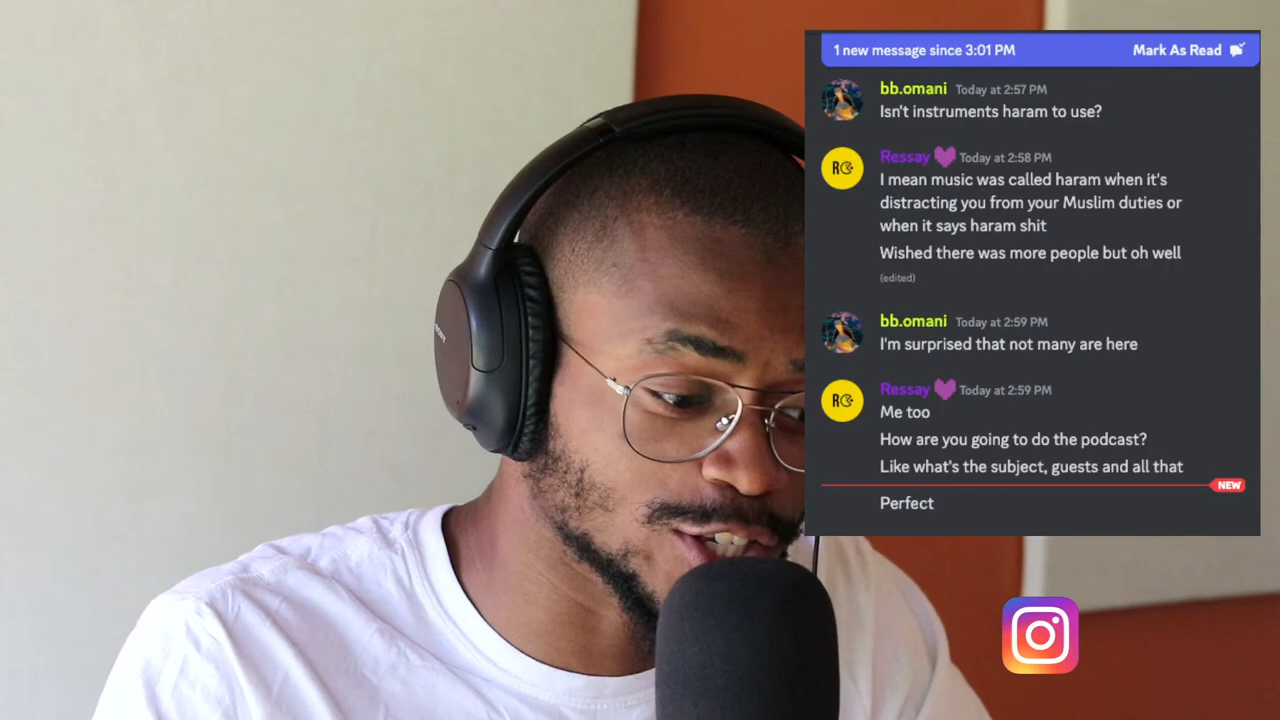 1 new message since 3:01 PM Mark As Read
bb.omani Today at 2:57 PM
Isn't instruments haram to use?
Ressay Today at 2:58 PM
I mean music was called haram when it's
distracting you from your Muslim duties or
when it says haram shit
Wished there was more people but oh well
(edited)
bb.omani Today at 2:59 PM
I'm surprised that not many are here
Ressay Today at 2:59 PM
Me too
How are you going to do the podcast?
Like what's the subject, guests and all that
NEW
Perfect
SONY